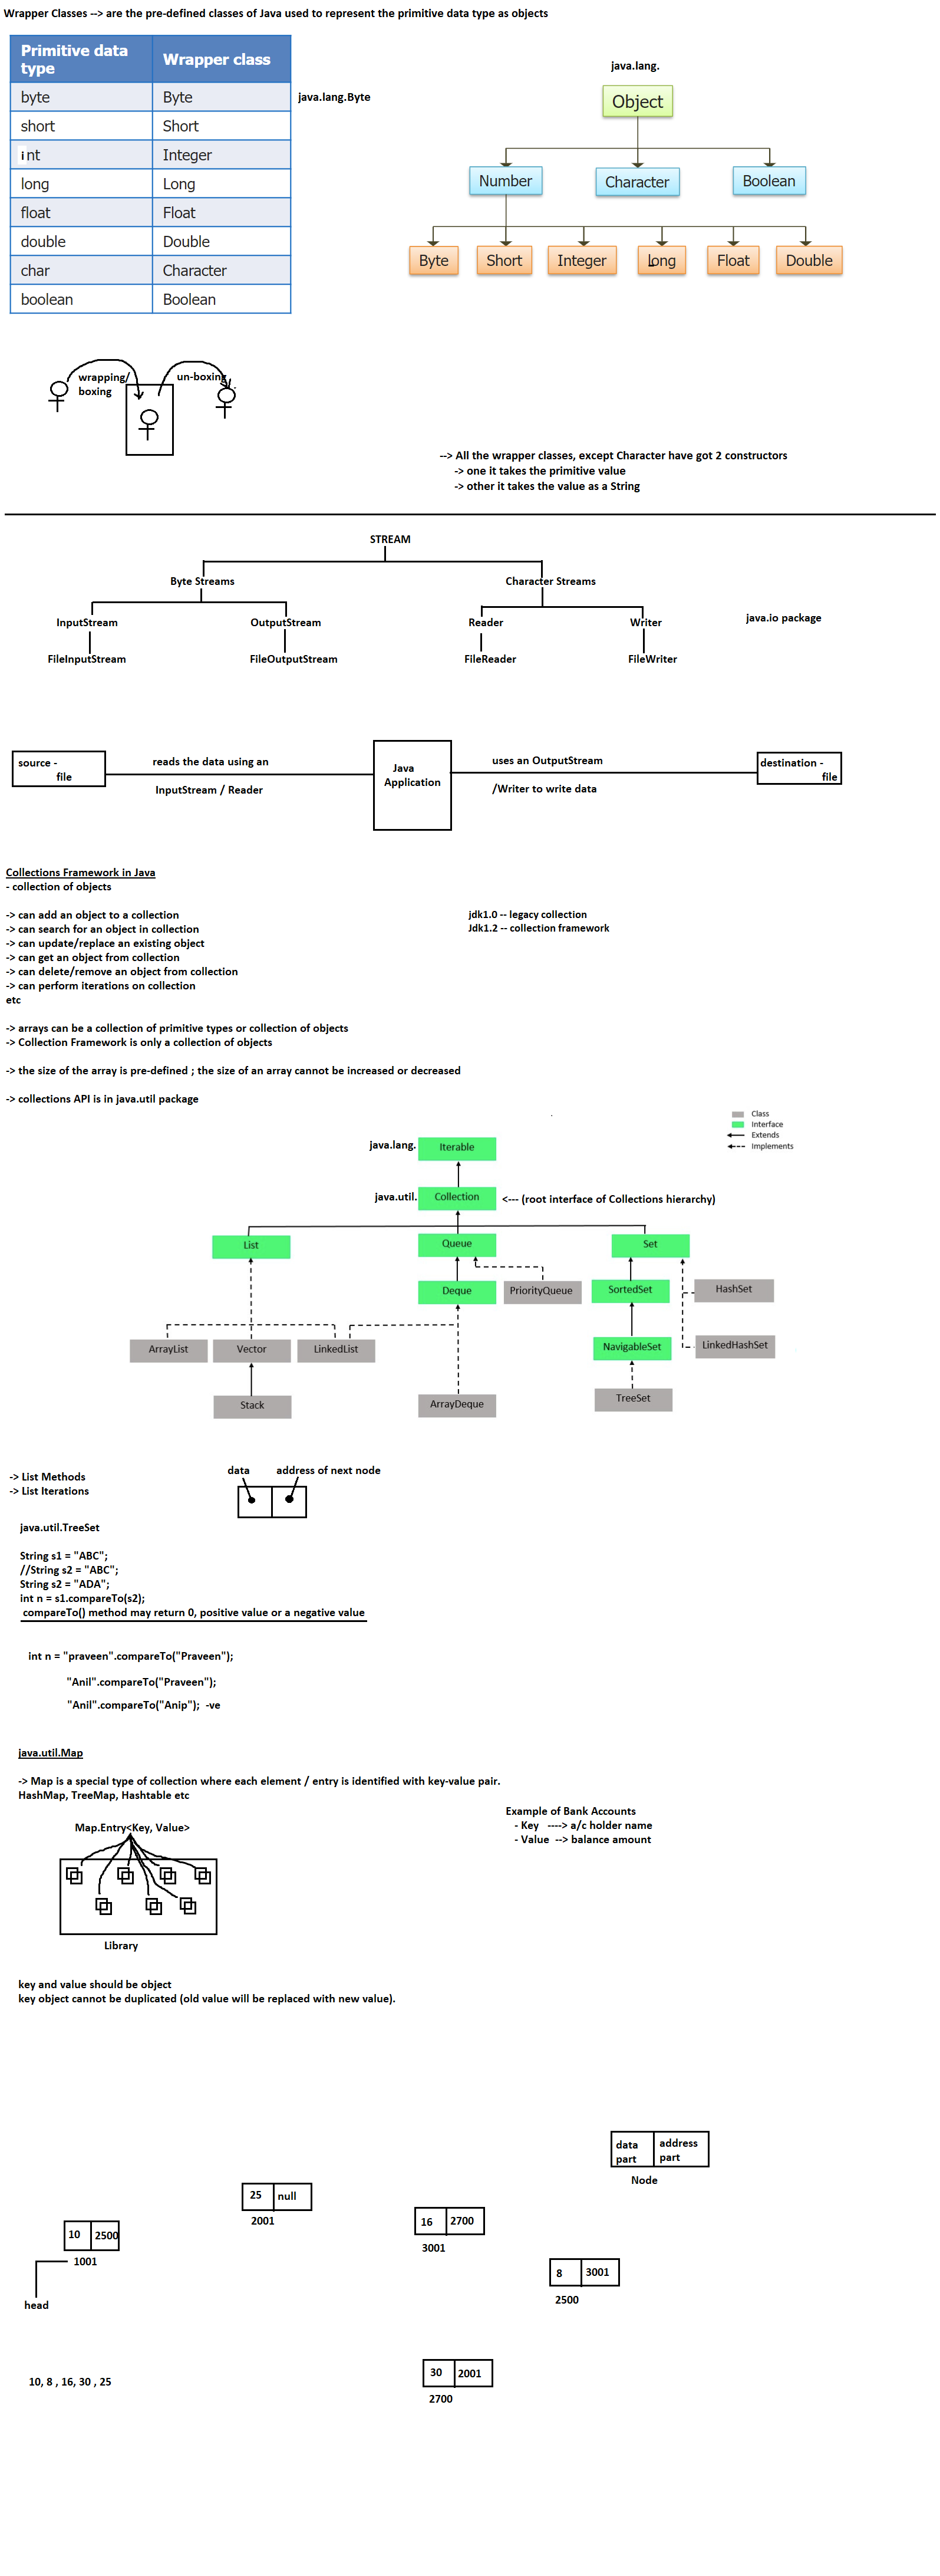 Wrapper Classes --> are the pre-defined classes of Java used to represent the primitive data type as objects
Primitive data type
Wrapper class
byte
Byte
short
Short
int
Integer
long
Long
float
Float
double
Double
char
Character
boolean
Boolean
java.lang.Byte
java.lang.
Object
Number
Character
Boolean
Byte
Short
Integer
Long
Float
Double
wrapping/
boxing
un-boxing
--> All the wrapper classes, except Character have got 2 constructors
-> one it takes the primitive value
-> other it takes the value as a String
STREAM
Byte Streams
Character Streams
InputStream
OutputStream
Reader
Writer
java.io package
FileInputStream
FileOutputStream
FileReader
FileWriter
source -
file
reads the data using an
InputStream / Reader
Java
Application
uses an OutputStream
/Writer to write data
destination -
file
Collections Framework in Java
- collection of objects
-> can add an object to a collection
-> can search for an object in collection
-> can update/replace an existing object
-> can get an object from collection
-> can delete/remove an object from collection
-> can perform iterations on collection
etc
jdk1.0 -- legacy collection
Jdk1.2 -- collection framework
-> arrays can be a collection of primitive types or collection of objects
-> Collection Framework is only a collection of objects
-> the size of the array is pre-defined ; the size of an array cannot be increased or decreased
-> collections API is in java.util package
Class
Interface
Extends
Implements
java.lang.
Iterable
java.util.
Collection
<--- (root interface of Collections hierarchy)
List
Queue
Set
Deque
PriorityQueue
SortedSet
HashSet
ArrayList
Vector
LinkedList
NavigableSet
LinkedHashSet
Stack
ArrayDeque
TreeSet
-> List Methods
-> List Iterations
data
address of next node
java.util.TreeSet
String s1 = "ABC";
//String s2 = "ABC";
String s2 = "ADA";
int n = s1.compareTo(s2);
compareTo() method may return 0, positive value or a negative value
int n = "praveen".compareTo("Praveen");
"Anil".compareTo("Praveen");
"Anil".compareTo("Anip"); -ve
java.util.Map
-> Map is a special type of collection where each element / entry is identified with key-value pair.
HashMap, TreeMap, Hashtable etc
Example of Bank Accounts
- Key ----> a/c holder name
- Value --> balance amount
Map.Entry<Key, Value>
Library
key and value should be object
key object cannot be duplicated (old value will be replaced with new value).
data
part
address
part
Node
25
null
2001
10
2500
1001
head
16
2700
3001
8
3001
2500
30
2001
2700
10, 8 , 16, 30 , 25